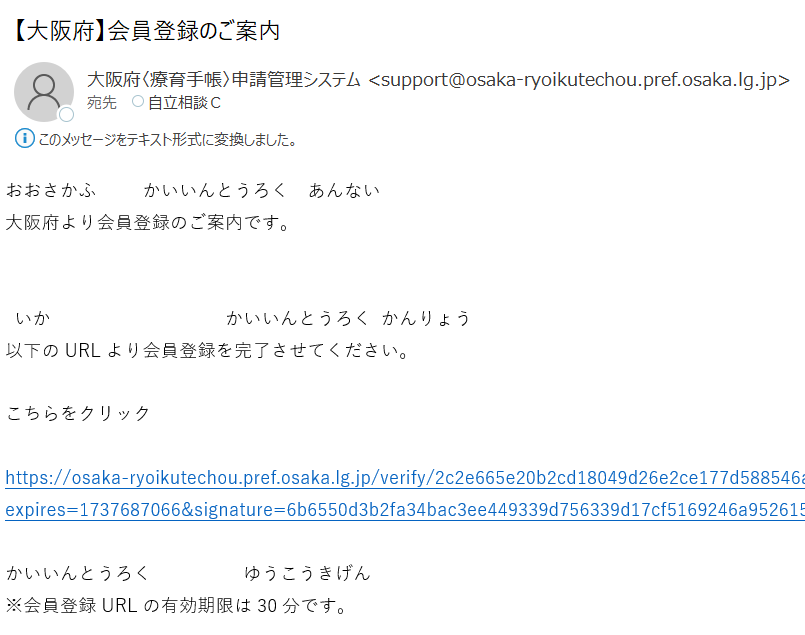 【大阪府】会員登録のご案内
大阪府〈療育手帳〉申請管理システム <support@osaka-ryoikutechou.pref.osaka.lg.jp>
宛先 自立相談C
このメッセージをテキスト形式に変換しました。
おおさかふ かいいんとうろく あんない
大阪府より会員登録のご案内です。
いか かいいんとうろく かんりょう
以下の URL より会員登録を完了させてください。
こちらをクリック
https://osaka-ryoikutechou.pref.osaka.lg.jp/verify/2c2e665e20b2cd18049d26e2ce177d588546a
expires=1737687066&signature=6b6550d3b2fa34bac3ee449339d756339d17cf5169246a952615
かいいんとうろく ゆうこうきげん
※会員登録 URL の有効期限は 30 分です。